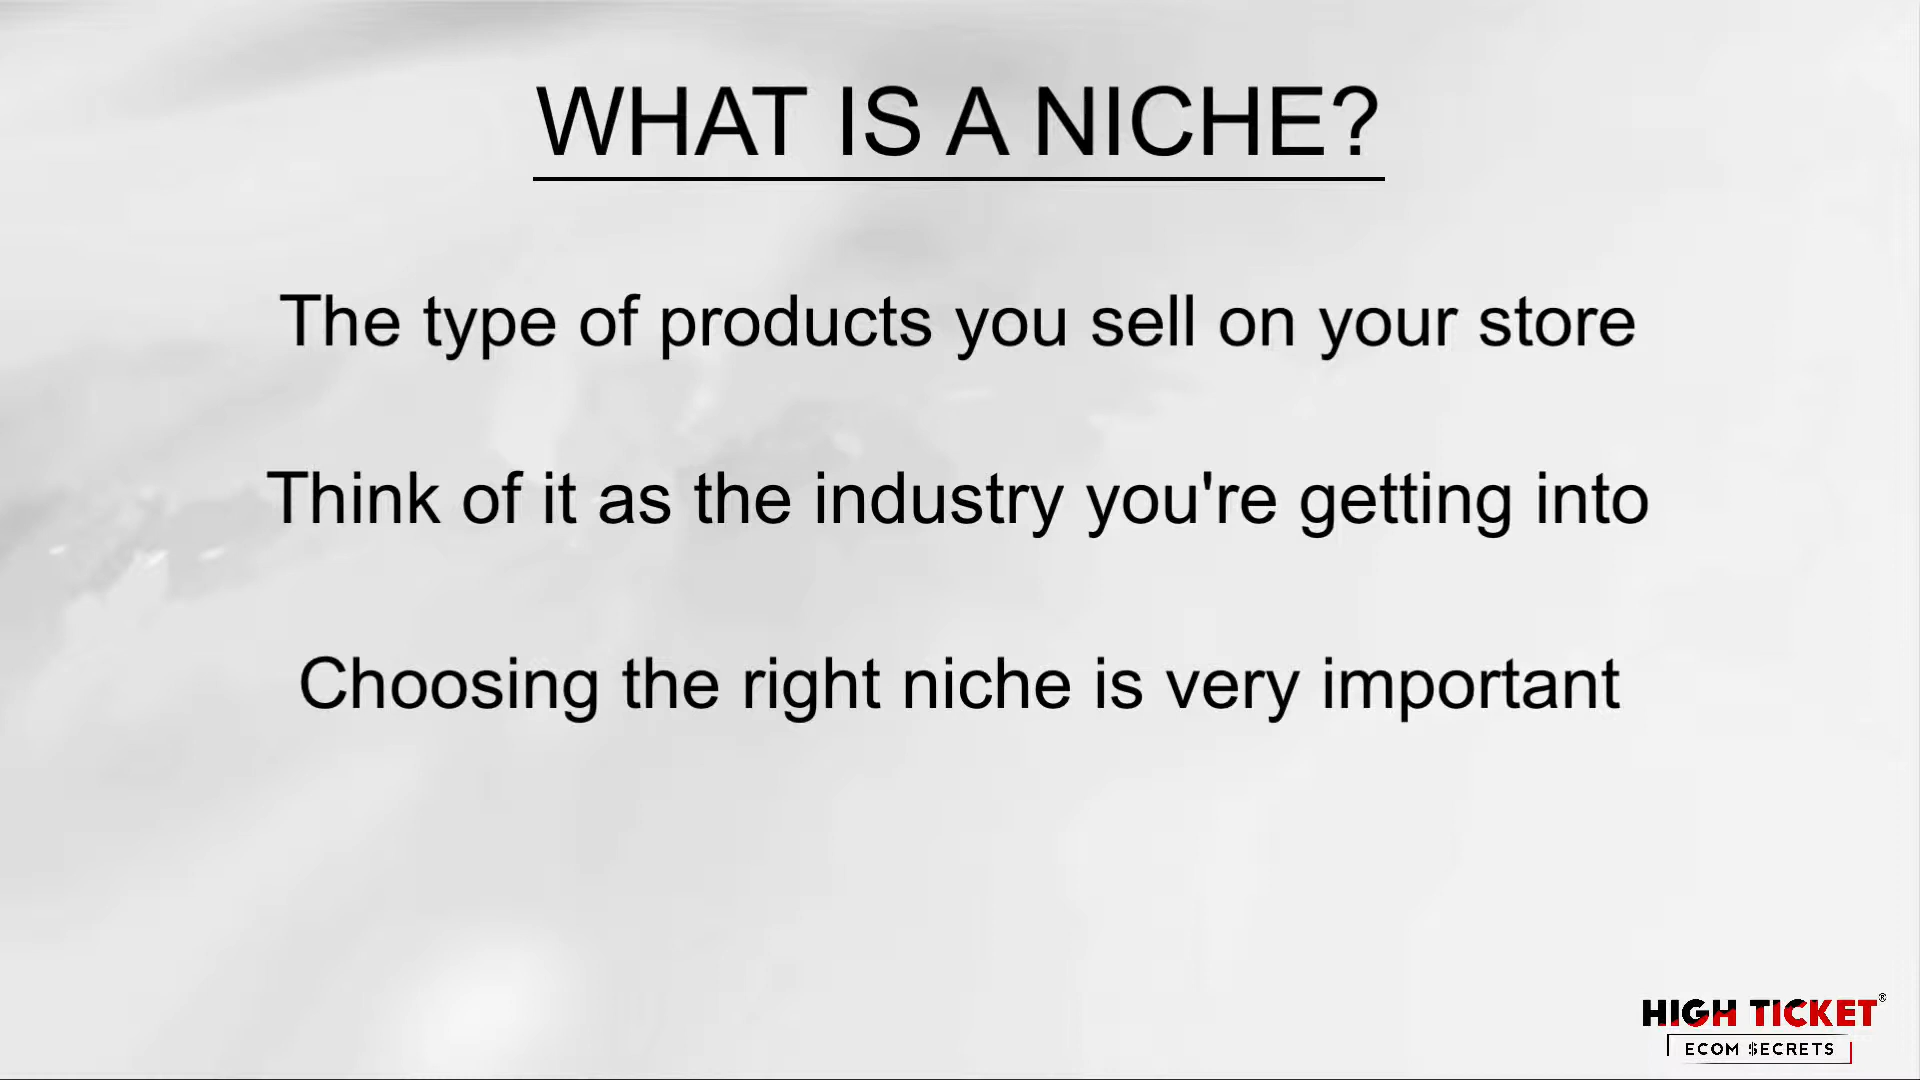 WHAT IS A NICHE?
The type of products you sell on your store
Think of it as the industry you're getting into
Choosing the right niche is very important
HIGH TICKET®
ECOM $ECRETS